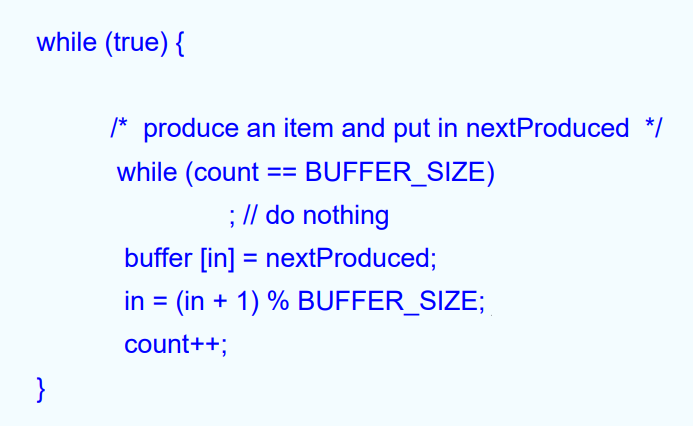 while (true) {
/* produce an item and put in nextProduced */
while (count == BUFFER_SIZE)
; // do nothing
buffer [in] = nextProduced;
in = (in + 1) % BUFFER_SIZE;
count++;
}